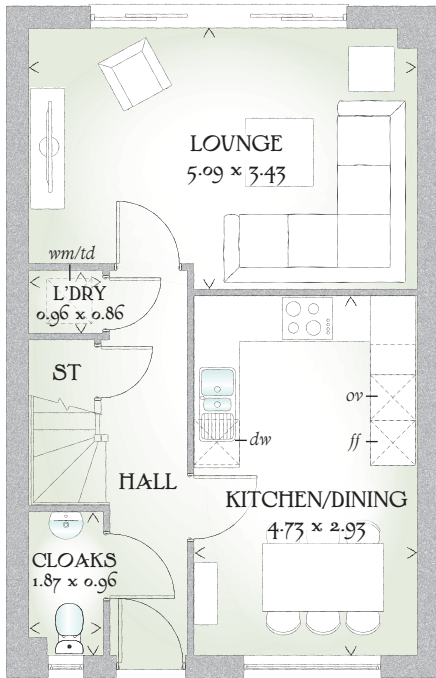 LOUNGE
5.09 x 3.43
wm/td
L'DRY
0.96 x 0.86
ST
ov
dw
ff
HALL
KITCHEN/DINING
4.73 x 2.93
CLOAKS
1.87 x 0.96